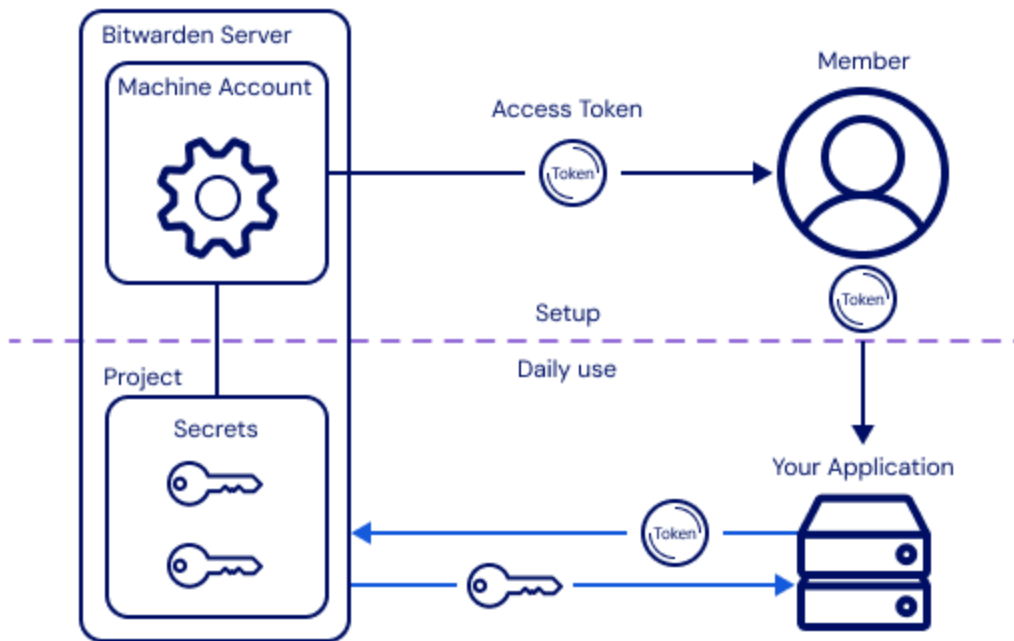 Bitwarden Server
Machine Account
Member
Access Token
Token
Token
Setup
Daily use
Project
Secrets
Your Application
Token